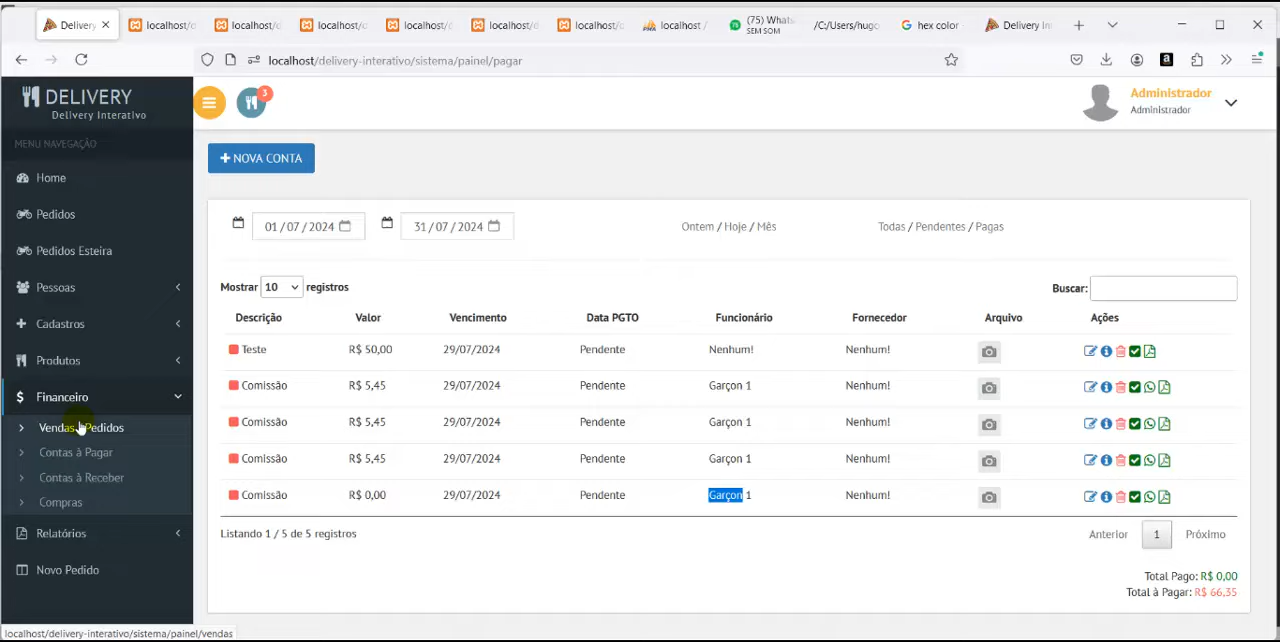 Delivery
localhost/
localhost/d
localhost/
localhost/d
localhost/
localhost/
localhost /
(75) What
SEM SOM
/C:/Users/hugo
hex color
Delivery In
localhost/delivery-interativo/sistema/painel/pagar
DELIVERY
Delivery Interativo
3
Administrador
Administrador
MENU NAVEGAÇÃO
Home
Pedidos
Pedidos Esteira
Pessoas
Cadastros
Produtos
Financeiro
Vendas Pedidos
Contas à Pagar
Contas à Receber
Compras
Relatórios
Novo Pedido
NOVA CONTA
01/07/2024
31/07/2024
Ontem / Hoje / Mês
Todas / Pendentes / Pagas
Mostrar 10 registros
Buscar:
Descrição Valor Vencimento Data PGTO Funcionário Fornecedor Arquivo Ações
Teste R$ 50,00 29/07/2024 Pendente Nenhum! Nenhum!
Comissão R$ 5,45 29/07/2024 Pendente Garçon 1 Nenhum!
Comissão R$ 5,45 29/07/2024 Pendente Garçon 1 Nenhum!
Comissão R$ 5,45 29/07/2024 Pendente Garçon 1 Nenhum!
Comissão R$ 0,00 29/07/2024 Pendente Garçon 1 Nenhum!
Listando 1 / 5 de 5 registros
Anterior 1 Próximo
Total Pago: R$ 0,00
Total à Pagar: R$ 66,35
localhost/delivery-interativo/sistema/painel/vendas